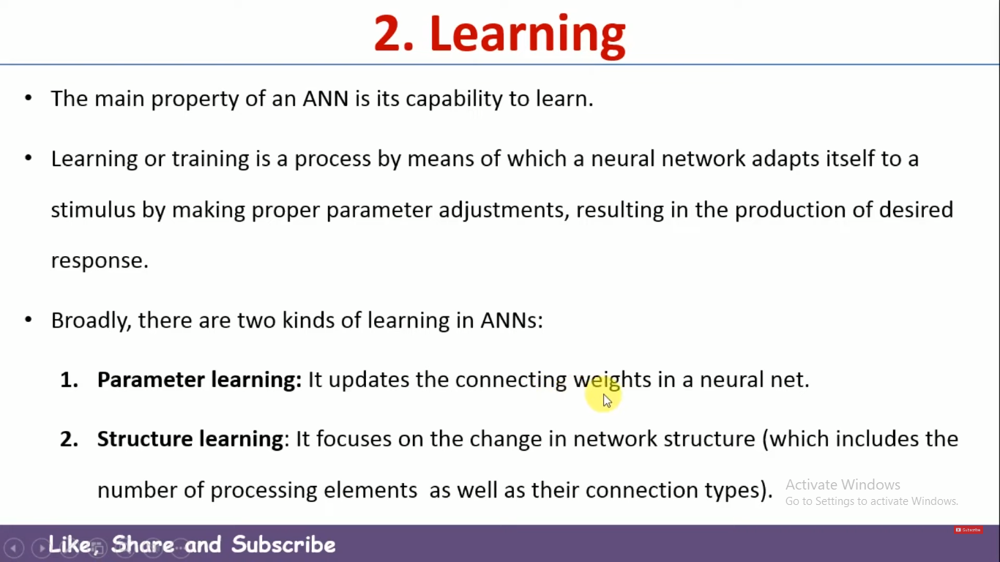 2. Learning
• The main property of an ANN is its capability to learn.
• Learning or training is a process by means of which a neural network adapts itself to a
stimulus by making proper parameter adjustments, resulting in the production of desired
response.
• Broadly, there are two kinds of learning in ANNs:
1. Parameter learning: It updates the connecting weights in a neural net.
2. Structure learning: It focuses on the change in network structure (which includes the
number of processing elements as well as their connection types).
Activate Windows
Go to Settings to activate Windows.
Subscribe
Like, Share and Subscribe